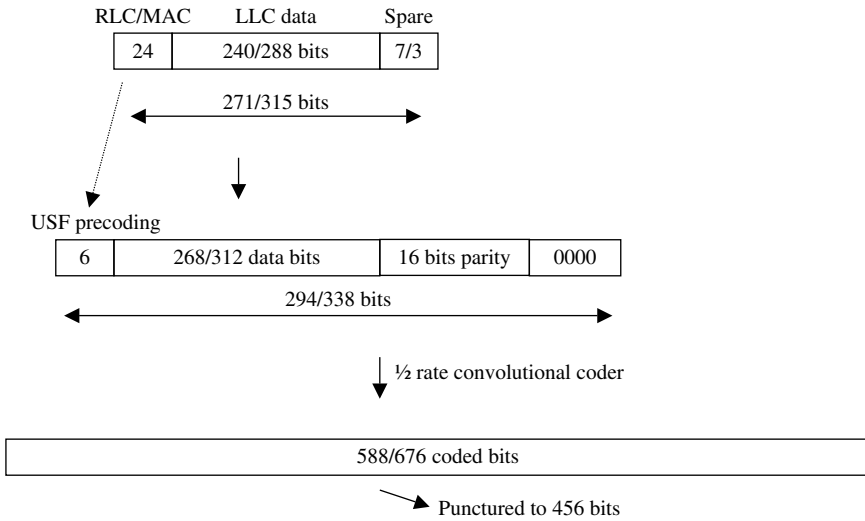 RLC/MAC LLC data Spare
24 240/288 bits 7/3
271/315 bits
USF precoding
6 268/312 data bits 16 bits parity 0000
294/338 bits
½ rate convolutional coder
588/676 coded bits
Punctured to 456 bits